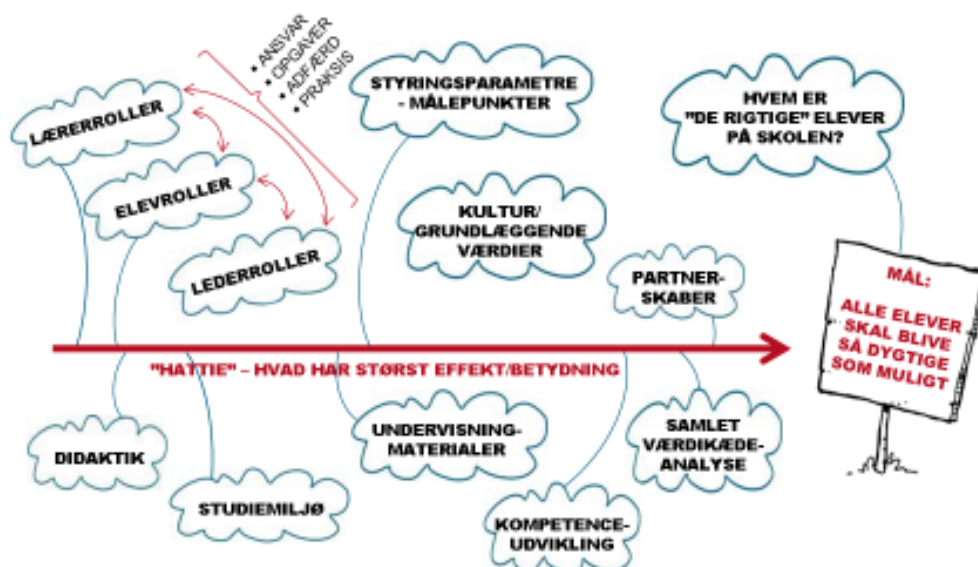 • ANSVAR
• OPGAVER
• ADFÆRD
• PRAKSIS
LÆRERROLLER
ELEVROLLER
LEDERROLLER
STYRINGSPARAMETRE
- MÅLEPUNKTER
KULTUR/
GRUNDLÆGGENDE
VÆRDIER
PARTNER-
SKABER
HVEM ER
"DE RIGTIGE" ELEVER
PÅ SKOLEN?
MÅL:
ALLE ELEVER
SKAL BLIVE
SÅ DYGTIGE
SOM MULIGT
"HATTIE" – HVAD HAR STØRST EFFEKT/BETYDNING
DIDAKTIK
STUDIEMILJØ
UNDERVISNING-
MATERIALER
KOMPETENCE-
UDVIKLING
SAMLET
VÆRDIKÆDE-
ANALYSE